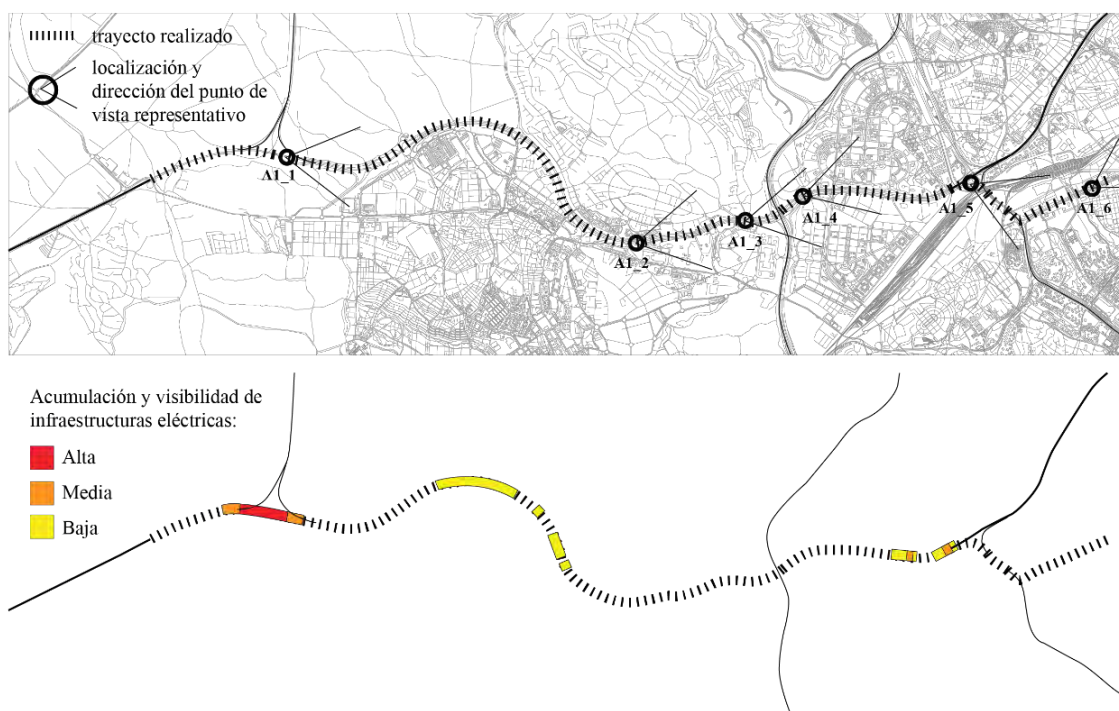 trayecto realizado
localización y
dirección del punto de
vista representativo
A1_1
A1_2
A1_3
A1_4
A1_5
A1_6
Acumulación y visibilidad de
infraestructuras eléctricas:
Alta
Media
Baja